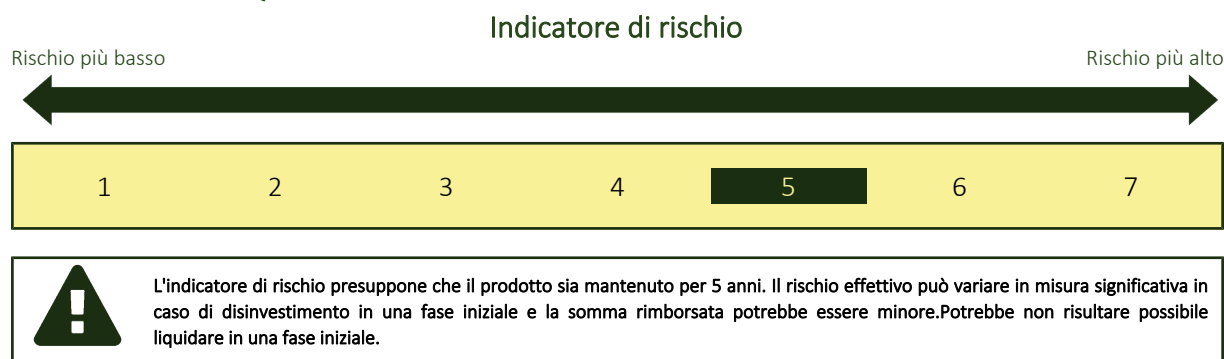 Indicatore di rischio
Rischio più basso
Rischio più alto
1 2 3 4 5 6 7
L'indicatore di rischio presuppone che il prodotto sia mantenuto per 5 anni. Il rischio effettivo può variare in misura significativa in
caso di disinvestimento in una fase iniziale e la somma rimborsata potrebbe essere minore.Potrebbe non risultare possibile
liquidare in una fase iniziale.